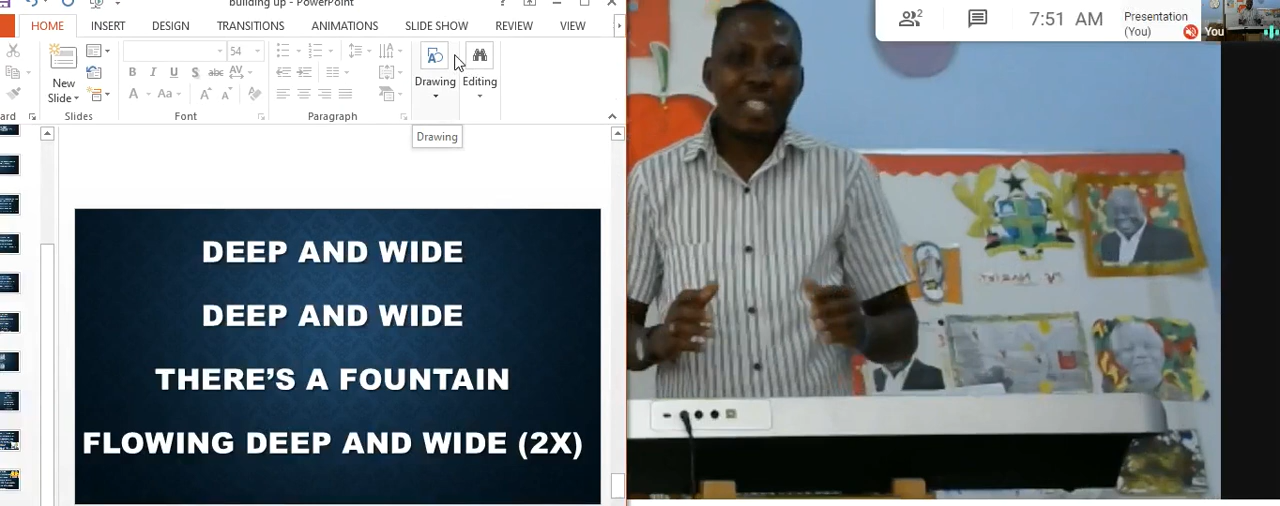 building up - PowerPoint
?
HOME INSERT DESIGN TRANSITIONS ANIMATIONS SLIDE SHOW REVIEW VIEW
54
New
Slide
Drawing
Editing
B I U S abc AV
A Aa A A
Slides Font Paragraph
Drawing
DEEP AND WIDE
DEEP AND WIDE
THERE’S A FOUNTAIN
FLOWING DEEP AND WIDE (2X)
2
7:51 AM
Presentation
(You)
You